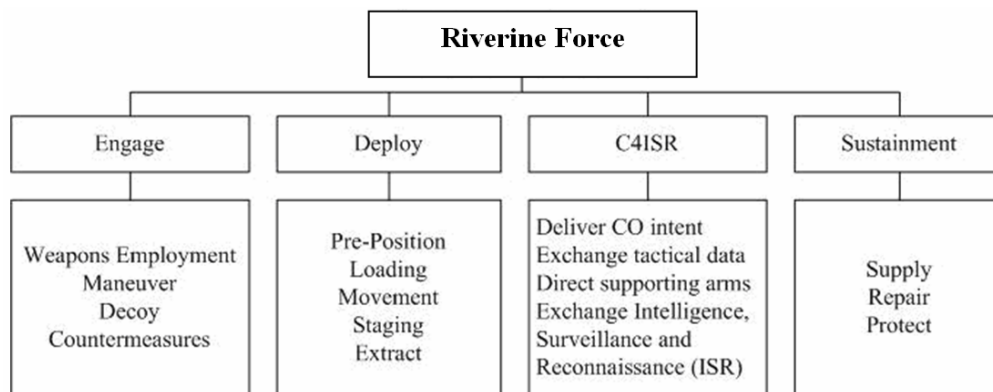 Riverine Force
Engage
Deploy
C4ISR
Sustainment
Weapons Employment
Maneuver
Decoy
Countermeasures
Pre-Position
Loading
Movement
Staging
Extract
Deliver CO intent
Exchange tactical data
Direct supporting arms
Exchange Intelligence,
Surveillance and
Reconnaissance (ISR)
Supply
Repair
Protect